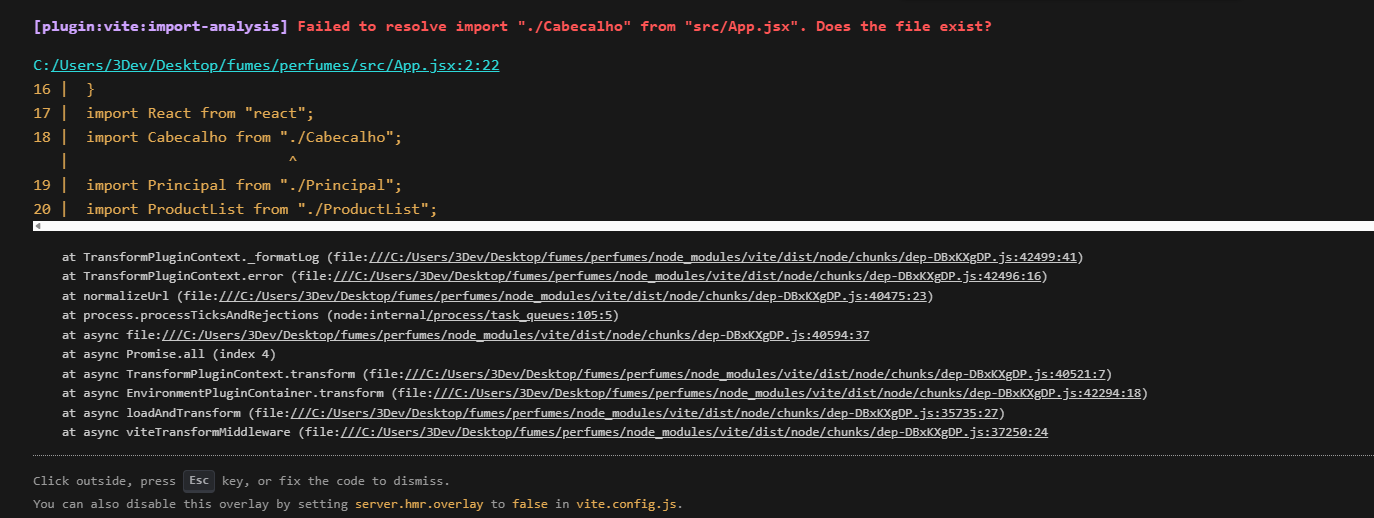 [plugin:vite:import-analysis] Failed to resolve import "./Cabecalho" from "src/App.jsx". Does the file exist?
C:/Users/3Dev/Desktop/fumes/perfumes/src/App.jsx:2:22
16 |  }
17 |  import React from "react";
18 |  import Cabecalho from "./Cabecalho";
   |                         ^
19 |  import Principal from "./Principal";
20 |  import ProductList from "./ProductList";
at TransformPluginContext._formatLog (file:///C:/Users/3Dev/Desktop/fumes/perfumes/node_modules/vite/dist/node/chunks/dep-DBxKXgDP.js:42499:41)
at TransformPluginContext.error (file:///C:/Users/3Dev/Desktop/fumes/perfumes/node_modules/vite/dist/node/chunks/dep-DBxKXgDP.js:42496:16)
at normalizeUrl (file:///C:/Users/3Dev/Desktop/fumes/perfumes/node_modules/vite/dist/node/chunks/dep-DBxKXgDP.js:40475:23)
at process.processTicksAndRejections (node:internal/process/task_queues:105:5)
at async file:///C:/Users/3Dev/Desktop/fumes/perfumes/node_modules/vite/dist/node/chunks/dep-DBxKXgDP.js:40594:37
at async Promise.all (index 4)
at async TransformPluginContext.transform (file:///C:/Users/3Dev/Desktop/fumes/perfumes/node_modules/vite/dist/node/chunks/dep-DBxKXgDP.js:40521:7)
at async EnvironmentPluginContainer.transform (file:///C:/Users/3Dev/Desktop/fumes/perfumes/node_modules/vite/dist/node/chunks/dep-DBxKXgDP.js:42294:18)
at async loadAndTransform (file:///C:/Users/3Dev/Desktop/fumes/perfumes/node_modules/vite/dist/node/chunks/dep-DBxKXgDP.js:35735:27)
at async viteTransformMiddleware (file:///C:/Users/3Dev/Desktop/fumes/perfumes/node_modules/vite/dist/node/chunks/dep-DBxKXgDP.js:37250:24
Click outside, press Esc key, or fix the code to dismiss.
You can also disable this overlay by setting server.hmr.overlay to false in vite.config.js.